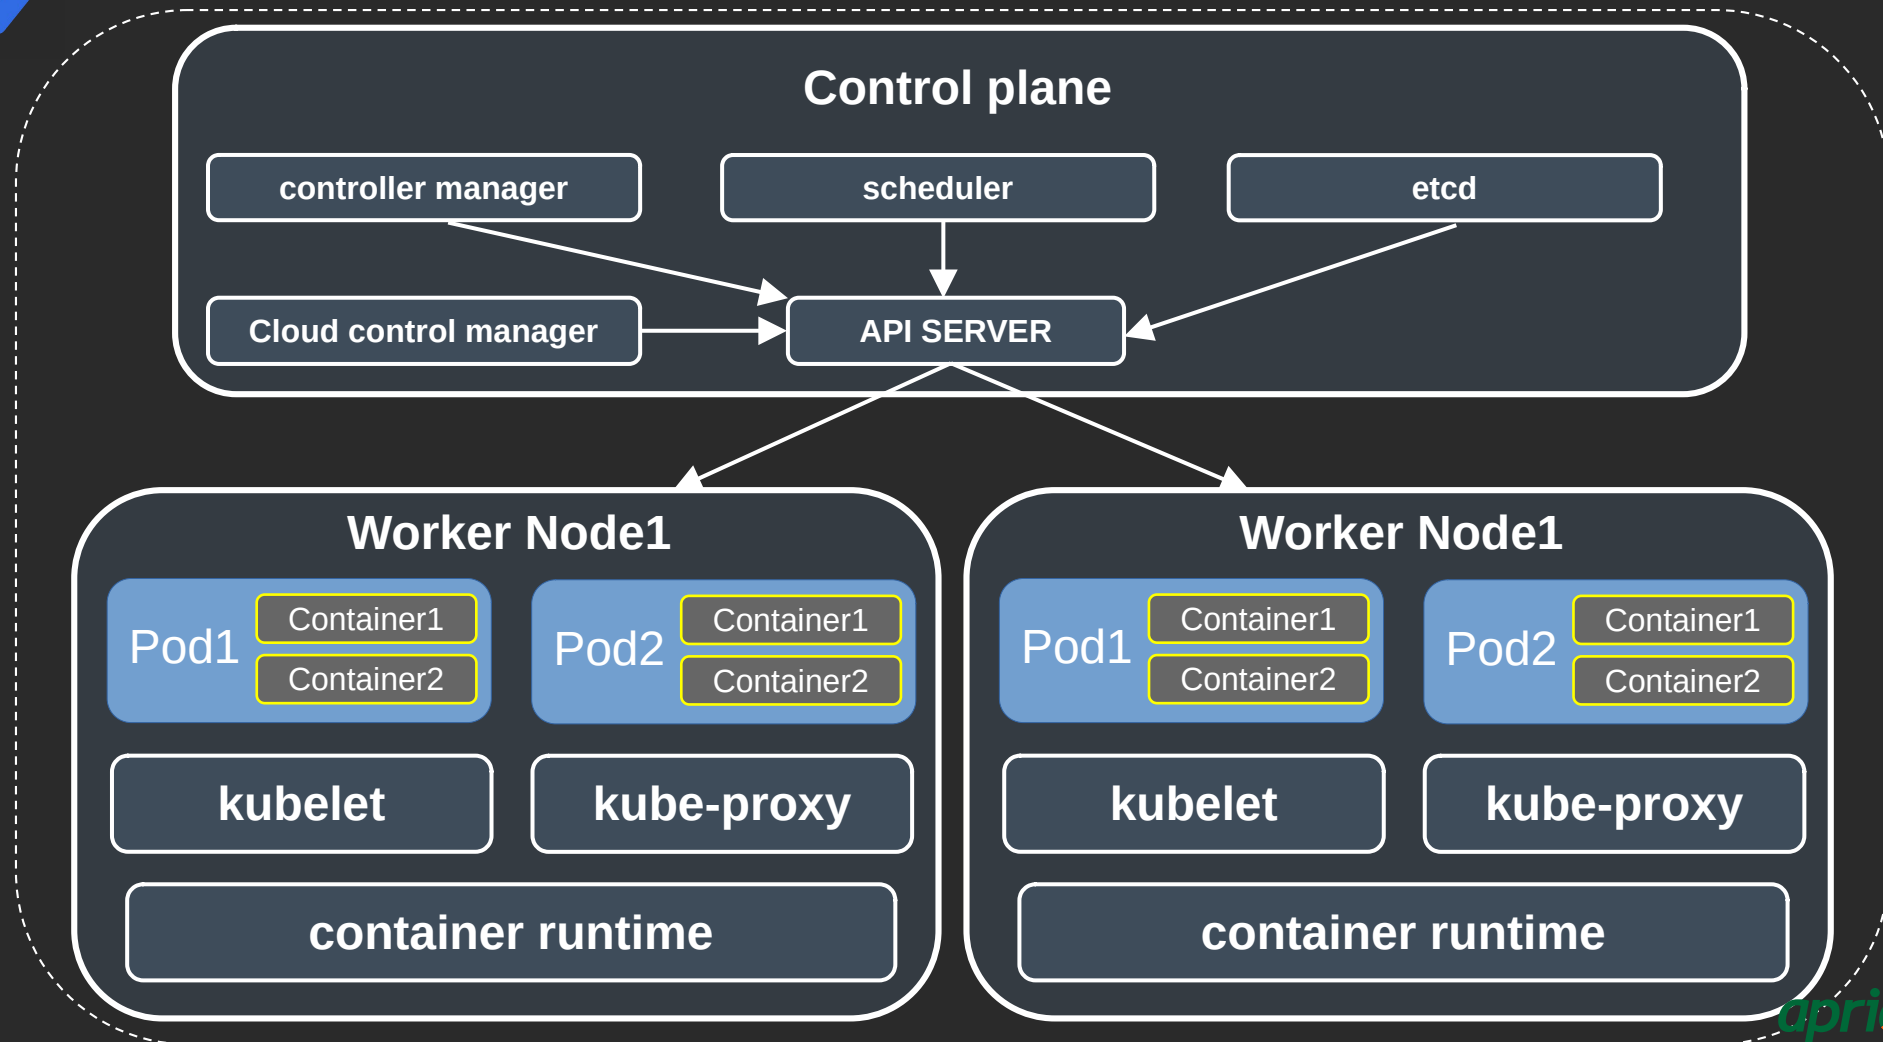 Control plane
controller manager
scheduler
etcd
Cloud control manager
API SERVER
Worker Node1
Pod1
Container1
Container2
Pod2
Container1
Container2
kubelet
kube-proxy
container runtime
Worker Node1
Pod1
Container1
Container2
Pod2
Container1
Container2
kubelet
kube-proxy
container runtime